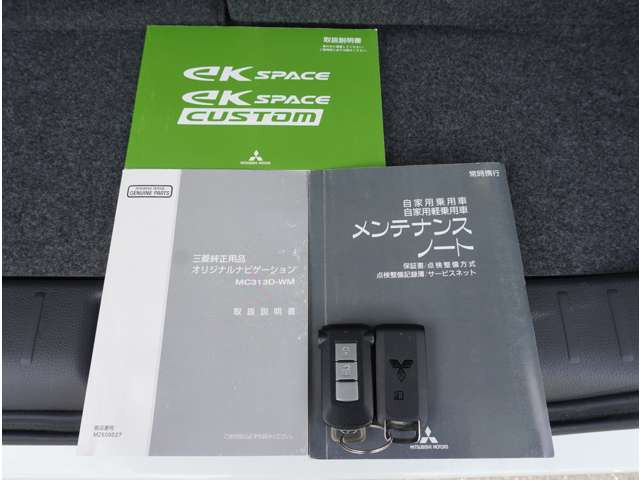 取扱説明書
eK SPACE
eK SPACE
CUSTOM
MITSUBISHI MOTORS
GENUINE PARTS
三菱純正用品
オリジナルナビゲーション
MC313D-WM
取扱説明書
部品番号
常時携行
自家用乗用車
自家用軽乗用車
メンテナンス
ノート
保証書/点検整備方式
点検整備記録簿/サービスネット
MITSUBISHI MOTORS